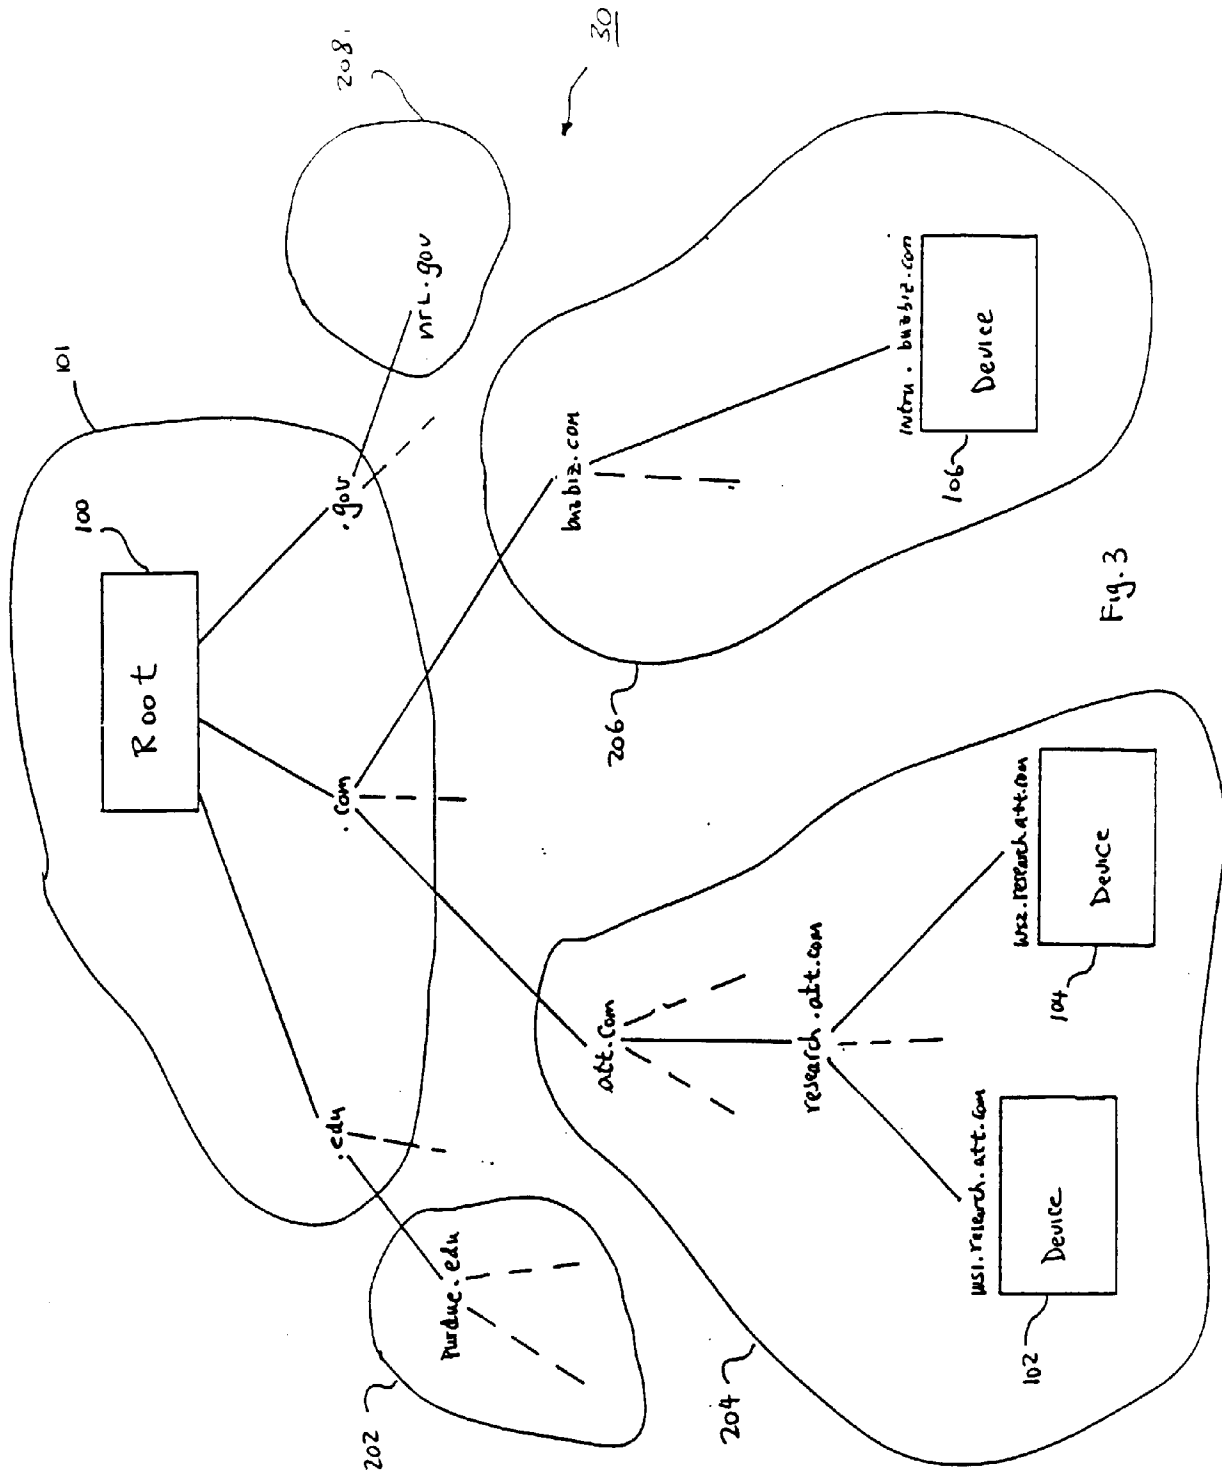 101
100
Root
208.
30
.edu
.com
.gov
nrl.gov
202
purdue.edu
att.com
206
buzbiz.com
204
research.att.com
106
intru.buzbiz.com
Device
ws1.research.att.com
ws2.research.att.com
102
Device
104
Device
Fig.3